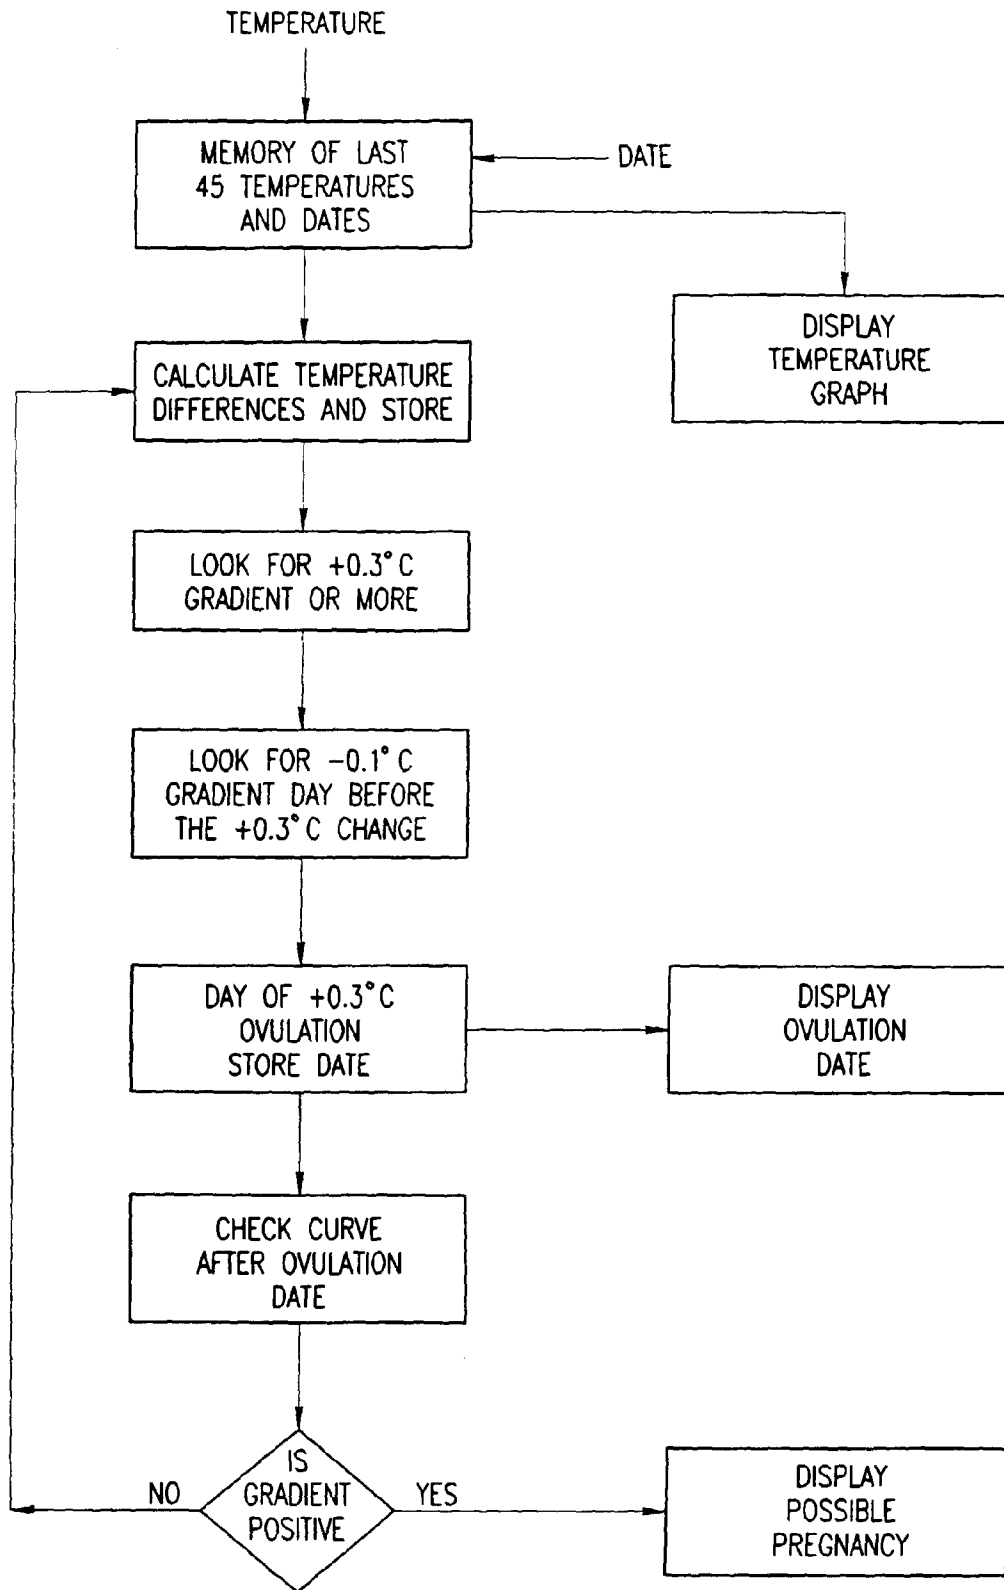 TEMPERATURE
MEMORY OF LAST
45 TEMPERATURES
AND DATES
DATE
DISPLAY
TEMPERATURE
GRAPH
CALCULATE TEMPERATURE
DIFFERENCES AND STORE
LOOK FOR +0.3°C
GRADIENT OR MORE
LOOK FOR -0.1°C
GRADIENT DAY BEFORE
THE +0.3°C CHANGE
DAY OF +0.3°C
OVULATION
STORE DATE
DISPLAY
OVULATION
DATE
CHECK CURVE
AFTER OVULATION
DATE
IS
GRADIENT
POSITIVE
NO
YES
DISPLAY
POSSIBLE
PREGNANCY